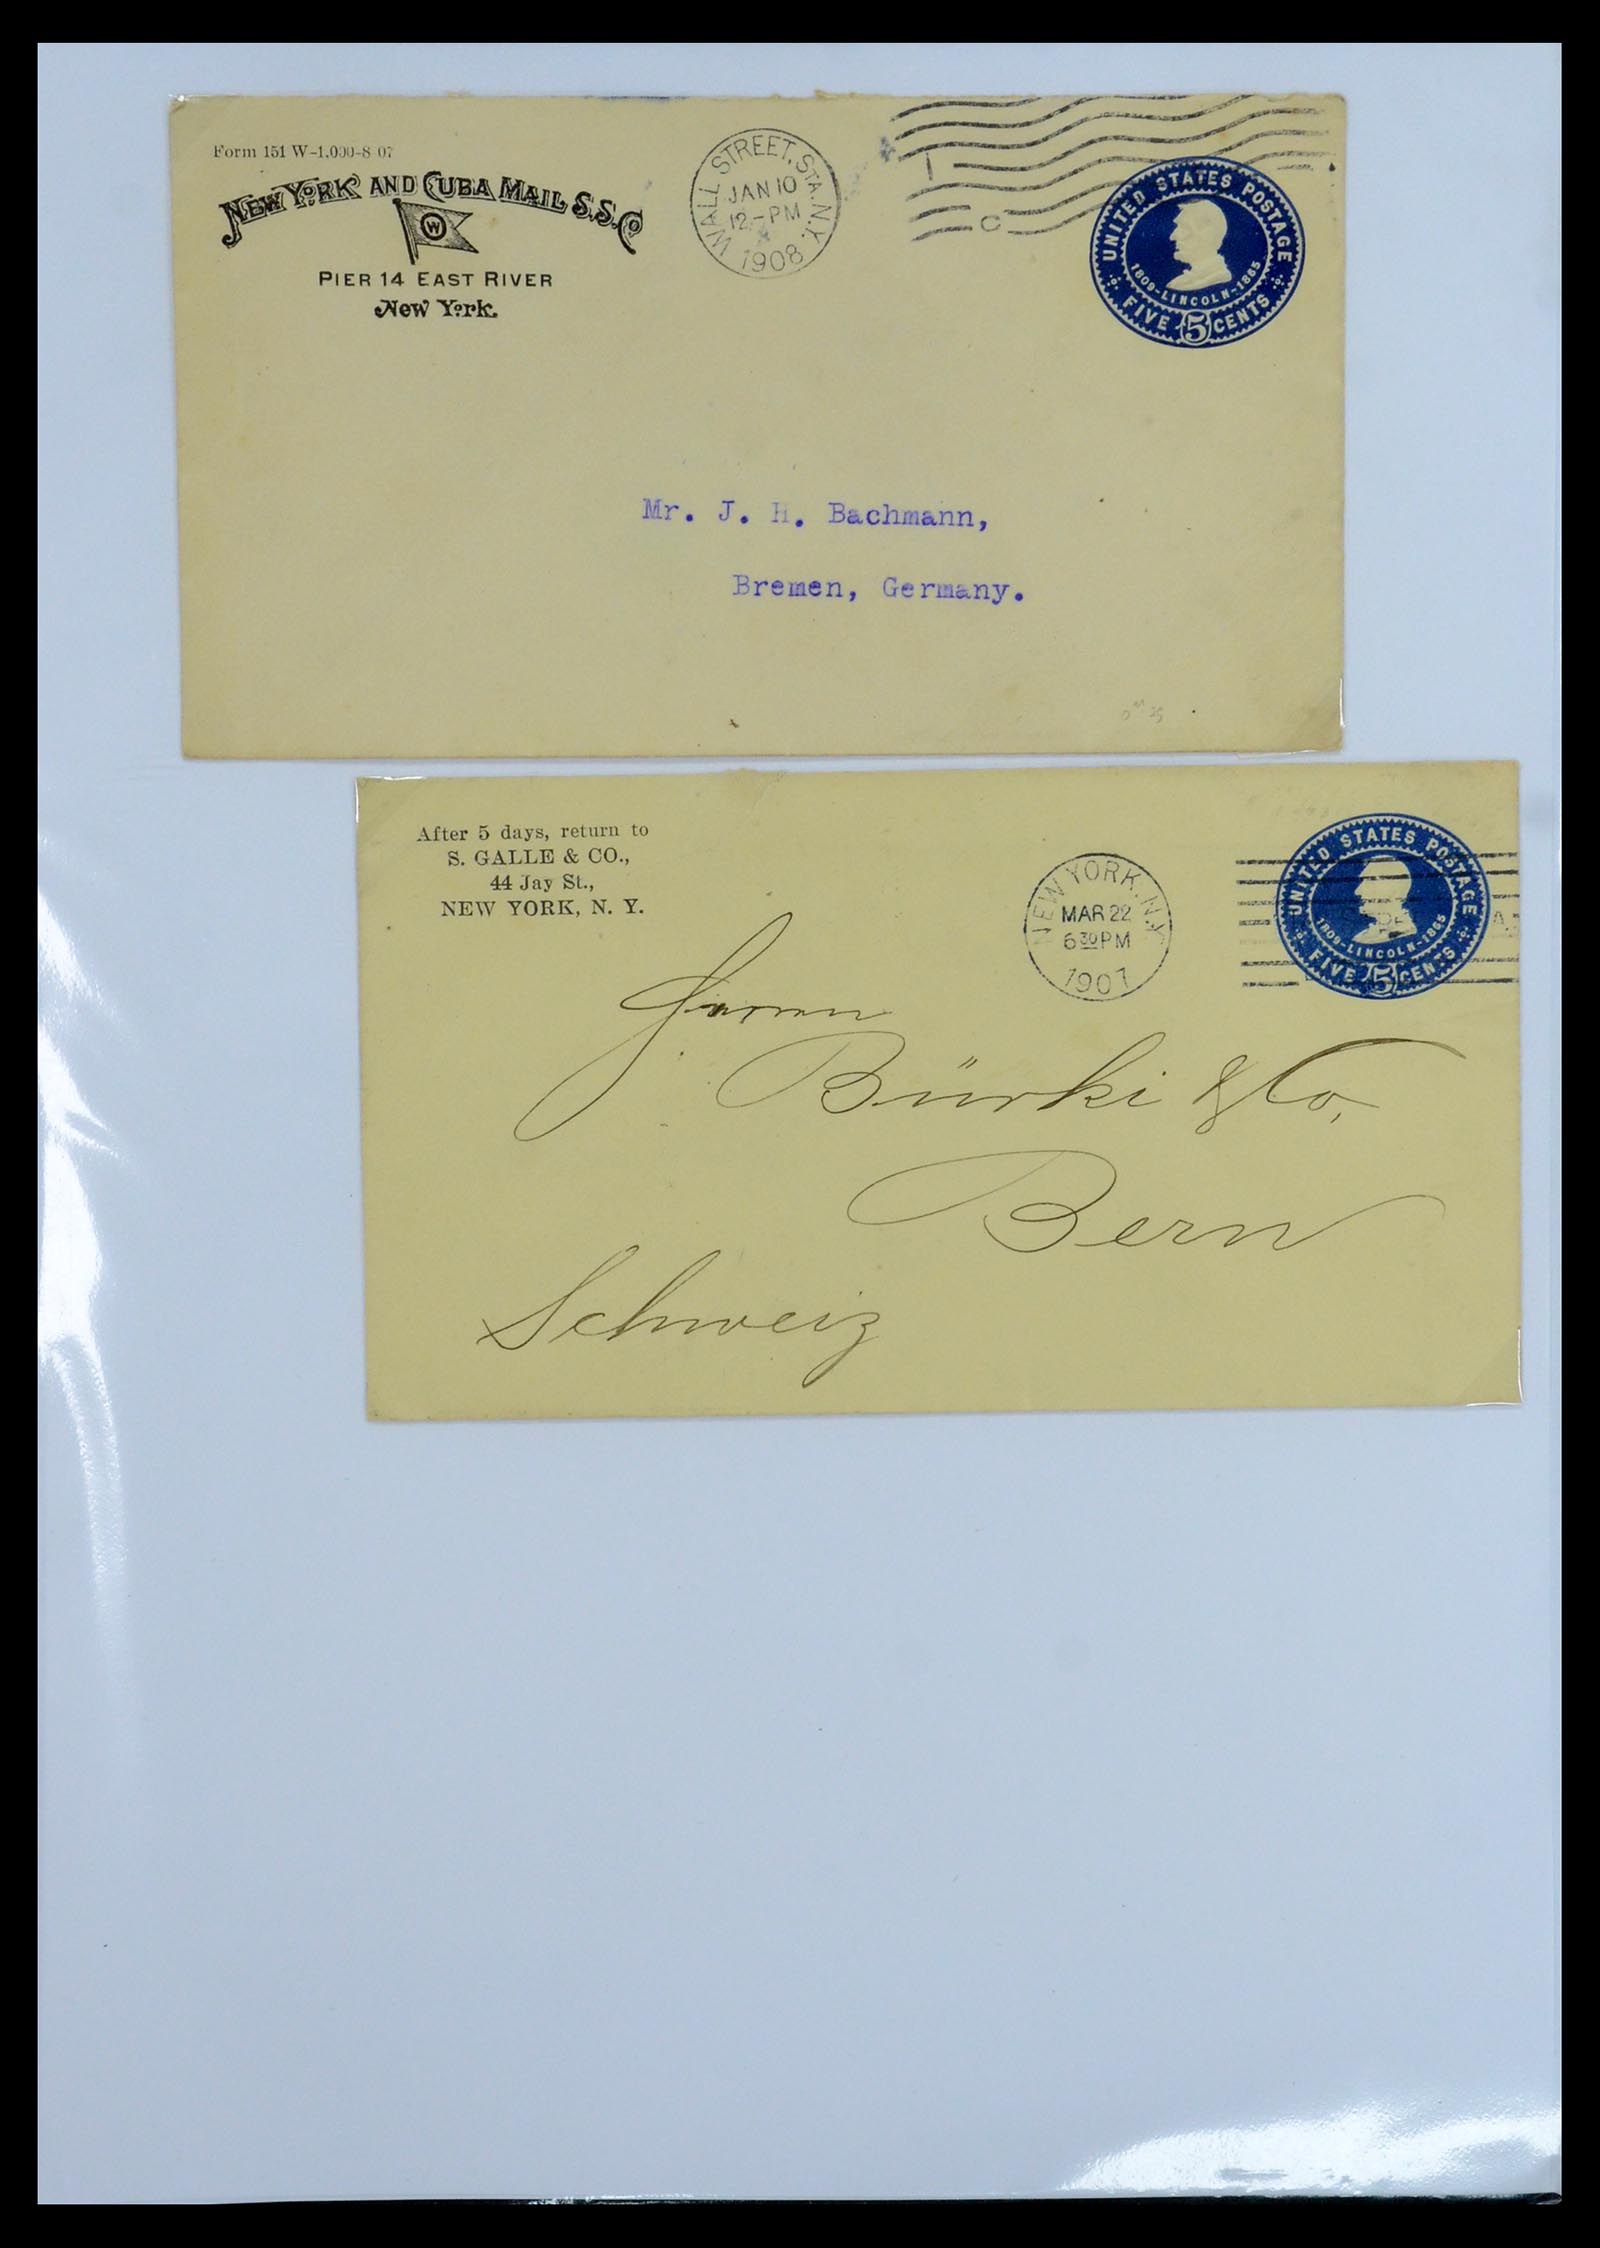 Form 151 W-1.000-8 07
NEW YORK AND CUBA MAIL S.S. Co
W
PIER 14 EAST RIVER
New York.
WALL STREET, STA. N.Y.
JAN 10
12-PM
1908
C
UNITED STATES POSTAGE
1809-LINCOLN-1865
FIVE 5 CENTS
Mr. J. H. Bachmann,
Bremen, Germany.
After 5 days, return to
S. GALLE & CO.,
44 Jay St.,
NEW YORK, N. Y.
NEW YORK, N.Y.
MAR 22
6 30 PM
1907
UNITED STATES POSTAGE
1809-LINCOLN-1865
FIVE 5 CENTS
Herren
Bürki & Co,
Bern
Schweiz